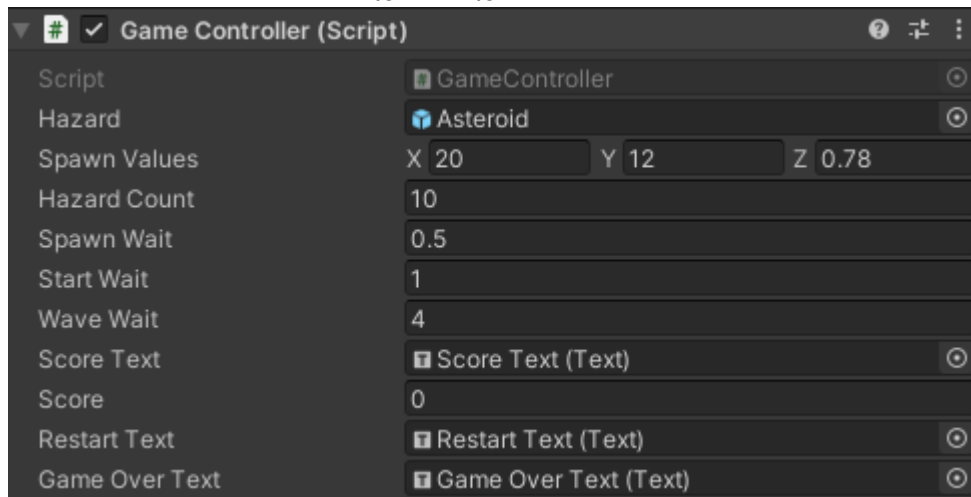 Game Controller (Script)
Script GameController
Hazard Asteroid
Spawn Values X 20 Y 12 Z 0.78
Hazard Count 10
Spawn Wait 0.5
Start Wait 1
Wave Wait 4
Score Text Score Text (Text)
Score 0
Restart Text Restart Text (Text)
Game Over Text Game Over Text (Text)